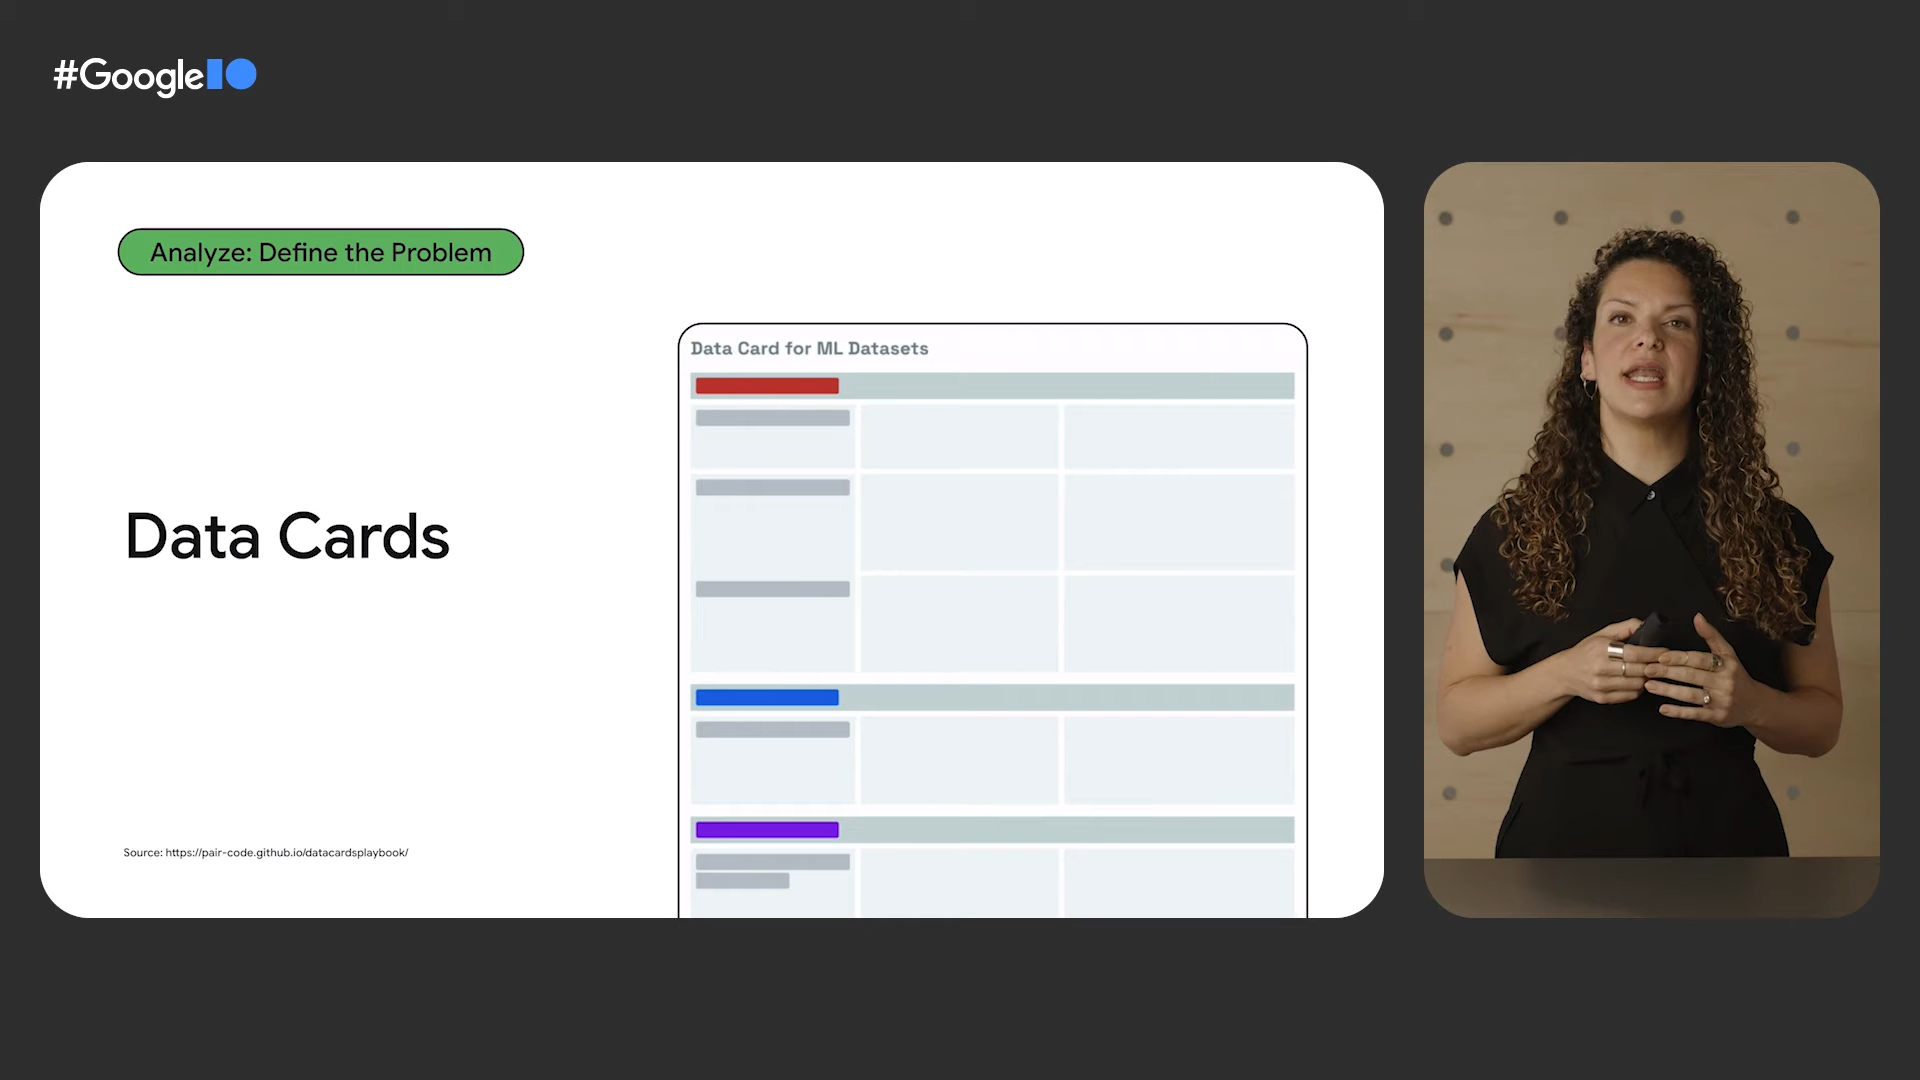 #GoogleIO
Analyze: Define the Problem
Data Card for ML Datasets
Data Cards
Source: https://pair-code.github.io/datacardsplaybook/